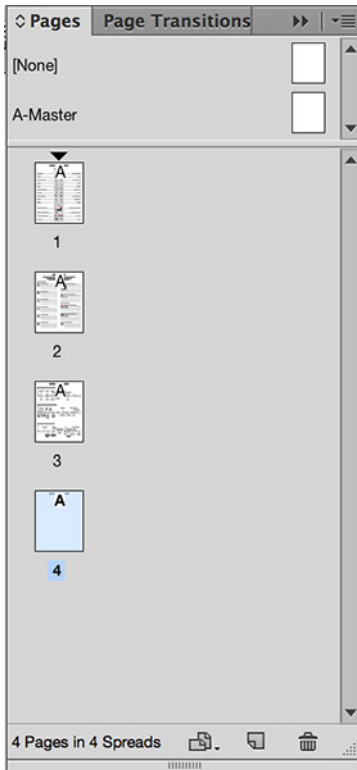 Pages Page Transitions
[None]
A-Master
A
1
A
2
A
3
A
4
4 Pages in 4 Spreads